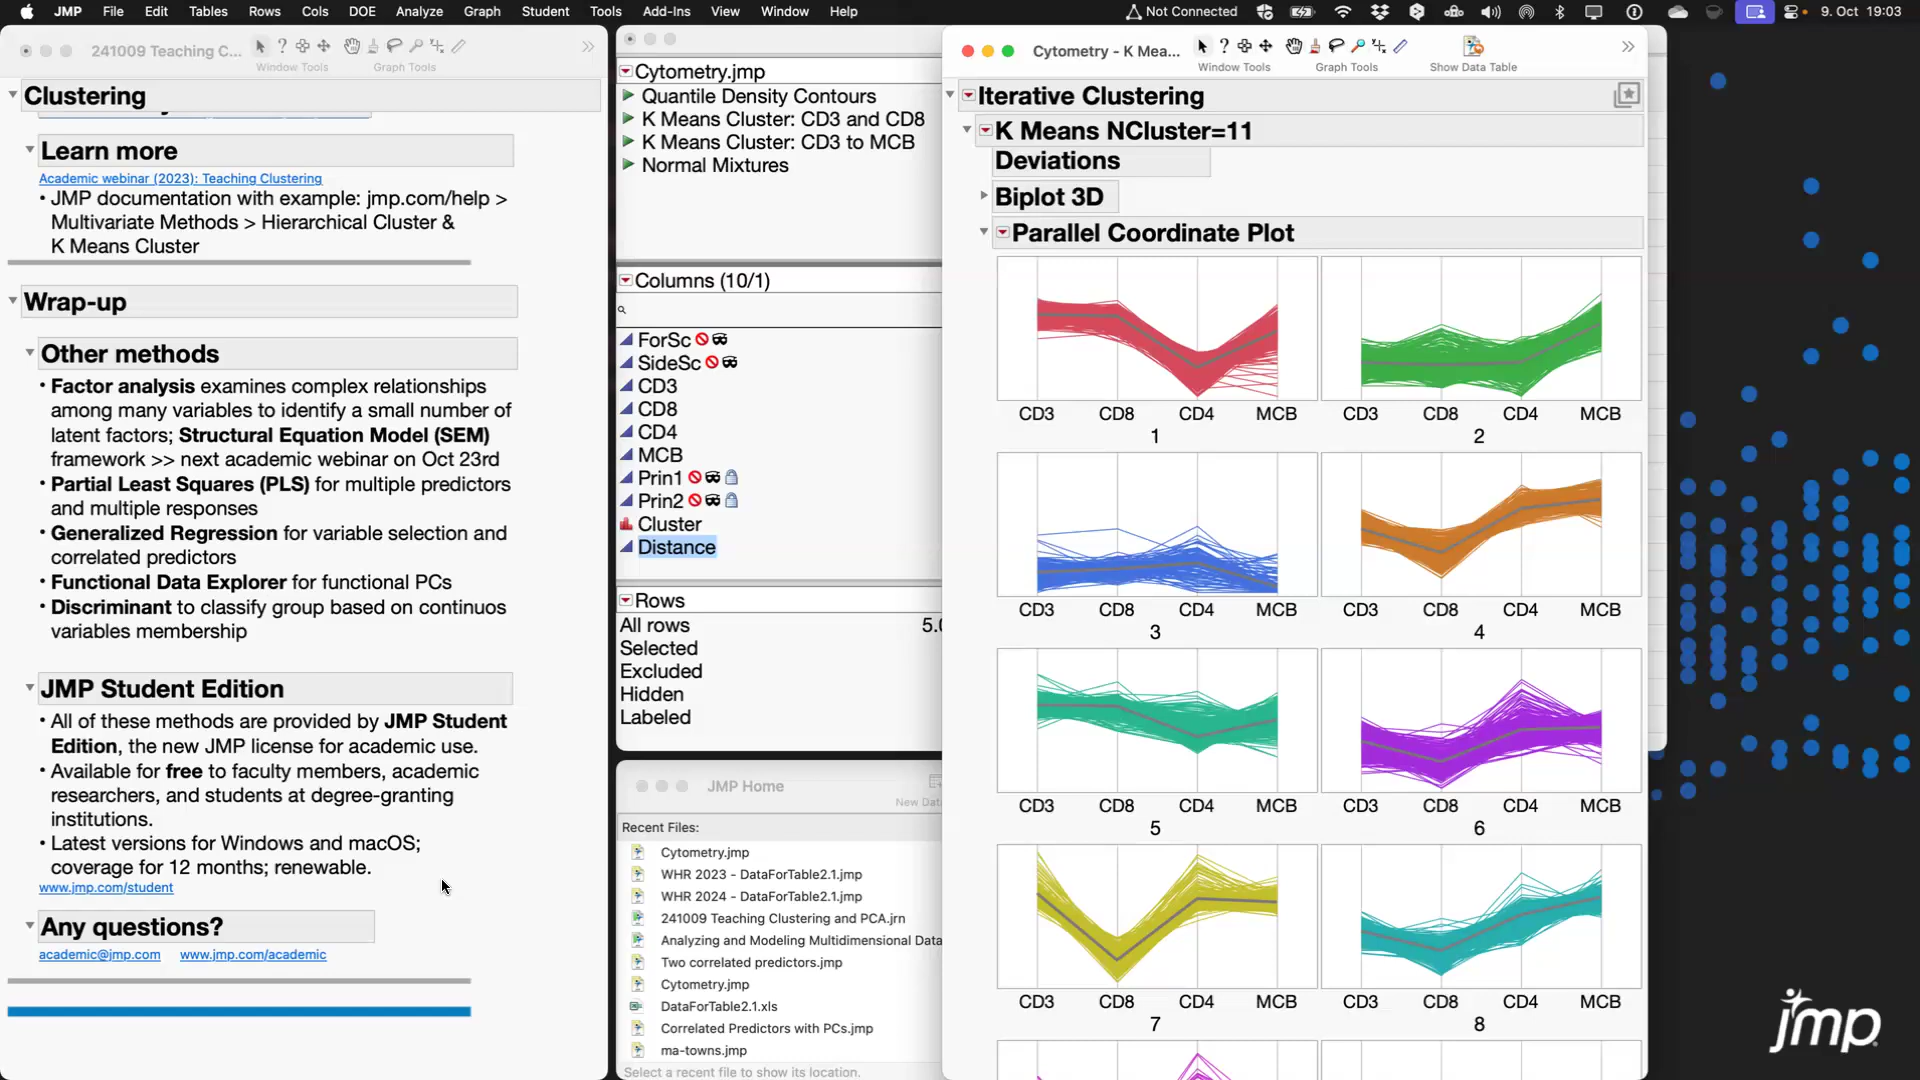 JMP File Edit Tables Rows Cols DOE Analyze Graph Student Tools Add-Ins View Window Help
Not Connected
9. Oct 19:03
241009 Teaching C...
Window Tools
Graph Tools
Clustering
Learn more
Academic webinar (2023): Teaching Clustering
• JMP documentation with example: jmp.com/help >
Multivariate Methods > Hierarchical Cluster &
K Means Cluster
Wrap-up
Other methods
• Factor analysis examines complex relationships
among many variables to identify a small number of
latent factors; Structural Equation Model (SEM)
framework >> next academic webinar on Oct 23rd
• Partial Least Squares (PLS) for multiple predictors
and multiple responses
• Generalized Regression for variable selection and
correlated predictors
• Functional Data Explorer for functional PCs
• Discriminant to classify group based on continuos
variables membership
JMP Student Edition
• All of these methods are provided by JMP Student
Edition, the new JMP license for academic use.
• Available for free to faculty members, academic
researchers, and students at degree-granting
institutions.
• Latest versions for Windows and macOS;
coverage for 12 months; renewable.
www.jmp.com/student
Any questions?
academic@jmp.com www.jmp.com/academic
Cytometry.jmp
Quantile Density Contours
K Means Cluster: CD3 and CD8
K Means Cluster: CD3 to MCB
Normal Mixtures
Columns (10/1)
ForSc
SideSc
CD3
CD8
CD4
MCB
Prin1
Prin2
Cluster
Distance
Rows
All rows 5.0
Selected
Excluded
Hidden
Labeled
JMP Home
New Dat
Recent Files:
Cytometry.jmp
WHR 2023 - DataForTable2.1.jmp
WHR 2024 - DataForTable2.1.jmp
241009 Teaching Clustering and PCA.jrn
Analyzing and Modeling Multidimensional Data
Two correlated predictors.jmp
Cytometry.jmp
DataForTable2.1.xls
Correlated Predictors with PCs.jmp
ma-towns.jmp
Select a recent file to show its location.
Cytometry - K Mea...
Window Tools
Graph Tools
Show Data Table
Iterative Clustering
K Means NCluster=11
Deviations
Biplot 3D
Parallel Coordinate Plot
CD3 CD8 CD4 MCB CD3 CD8 CD4 MCB
1 2
CD3 CD8 CD4 MCB CD3 CD8 CD4 MCB
3 4
CD3 CD8 CD4 MCB CD3 CD8 CD4 MCB
5 6
CD3 CD8 CD4 MCB CD3 CD8 CD4 MCB
7 8
jmp